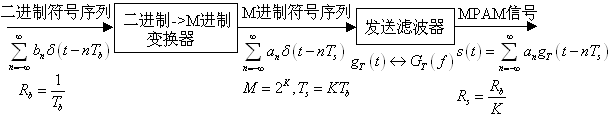 二进制符号序列
二进制->M进制
变换器
M进制符号序列
发送滤波器
MPAM信号
$\sum_{n=-\infty}^{\infty} b_n \delta(t-nT_b)$
$R_b = \frac{1}{T_b}$
$\sum_{n=-\infty}^{\infty} a_n \delta(t-nT_s)$
$M=2^K, T_s=KT_b$
$g_T(t) \leftrightarrow G_T(f)$
$s(t) = \sum_{n=-\infty}^{\infty} a_n g_T(t-nT_s)$
$R_s = \frac{R_b}{K}$